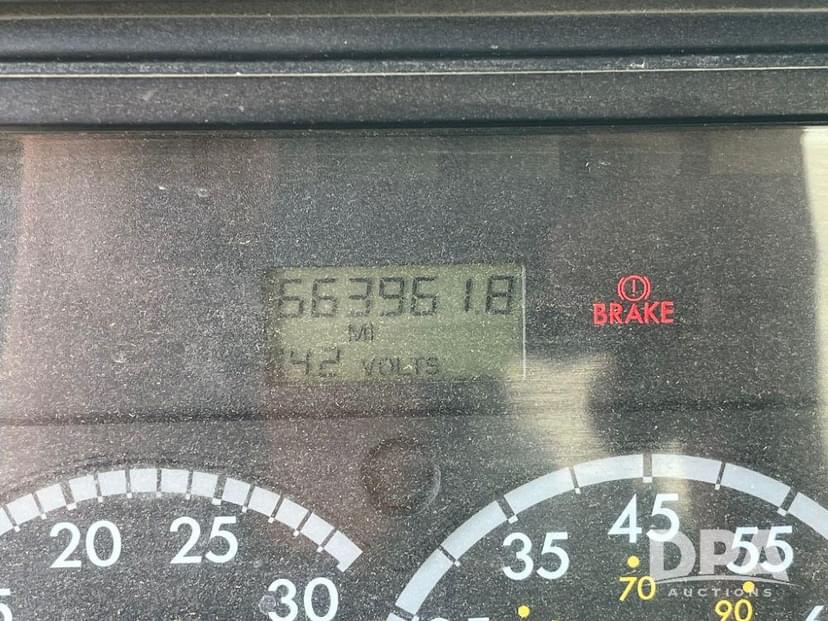 663961.8
MI
14.2 VOLTS
BRAKE
20 25 30
35 45 55
70 90
DPA
AUCTIONS